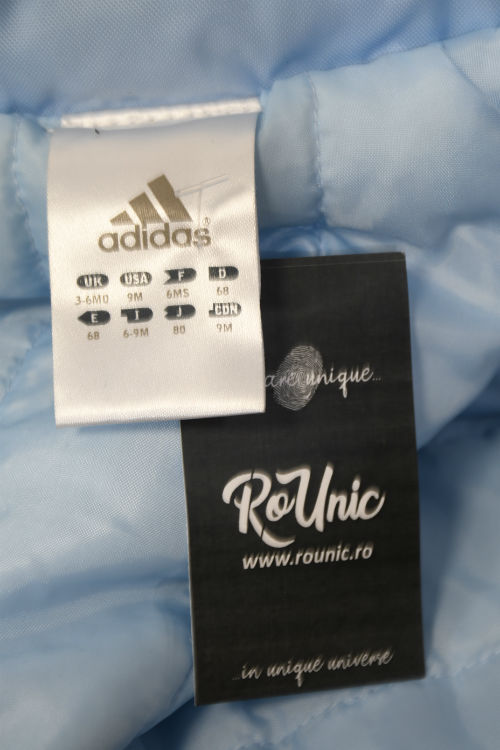 adidas®
UK USA F D
3-6MO 9M 6MS 68
E I J CDN
68 6-9M 80 9M
are unique...
RoUnic
www.rounic.ro
...in unique universe